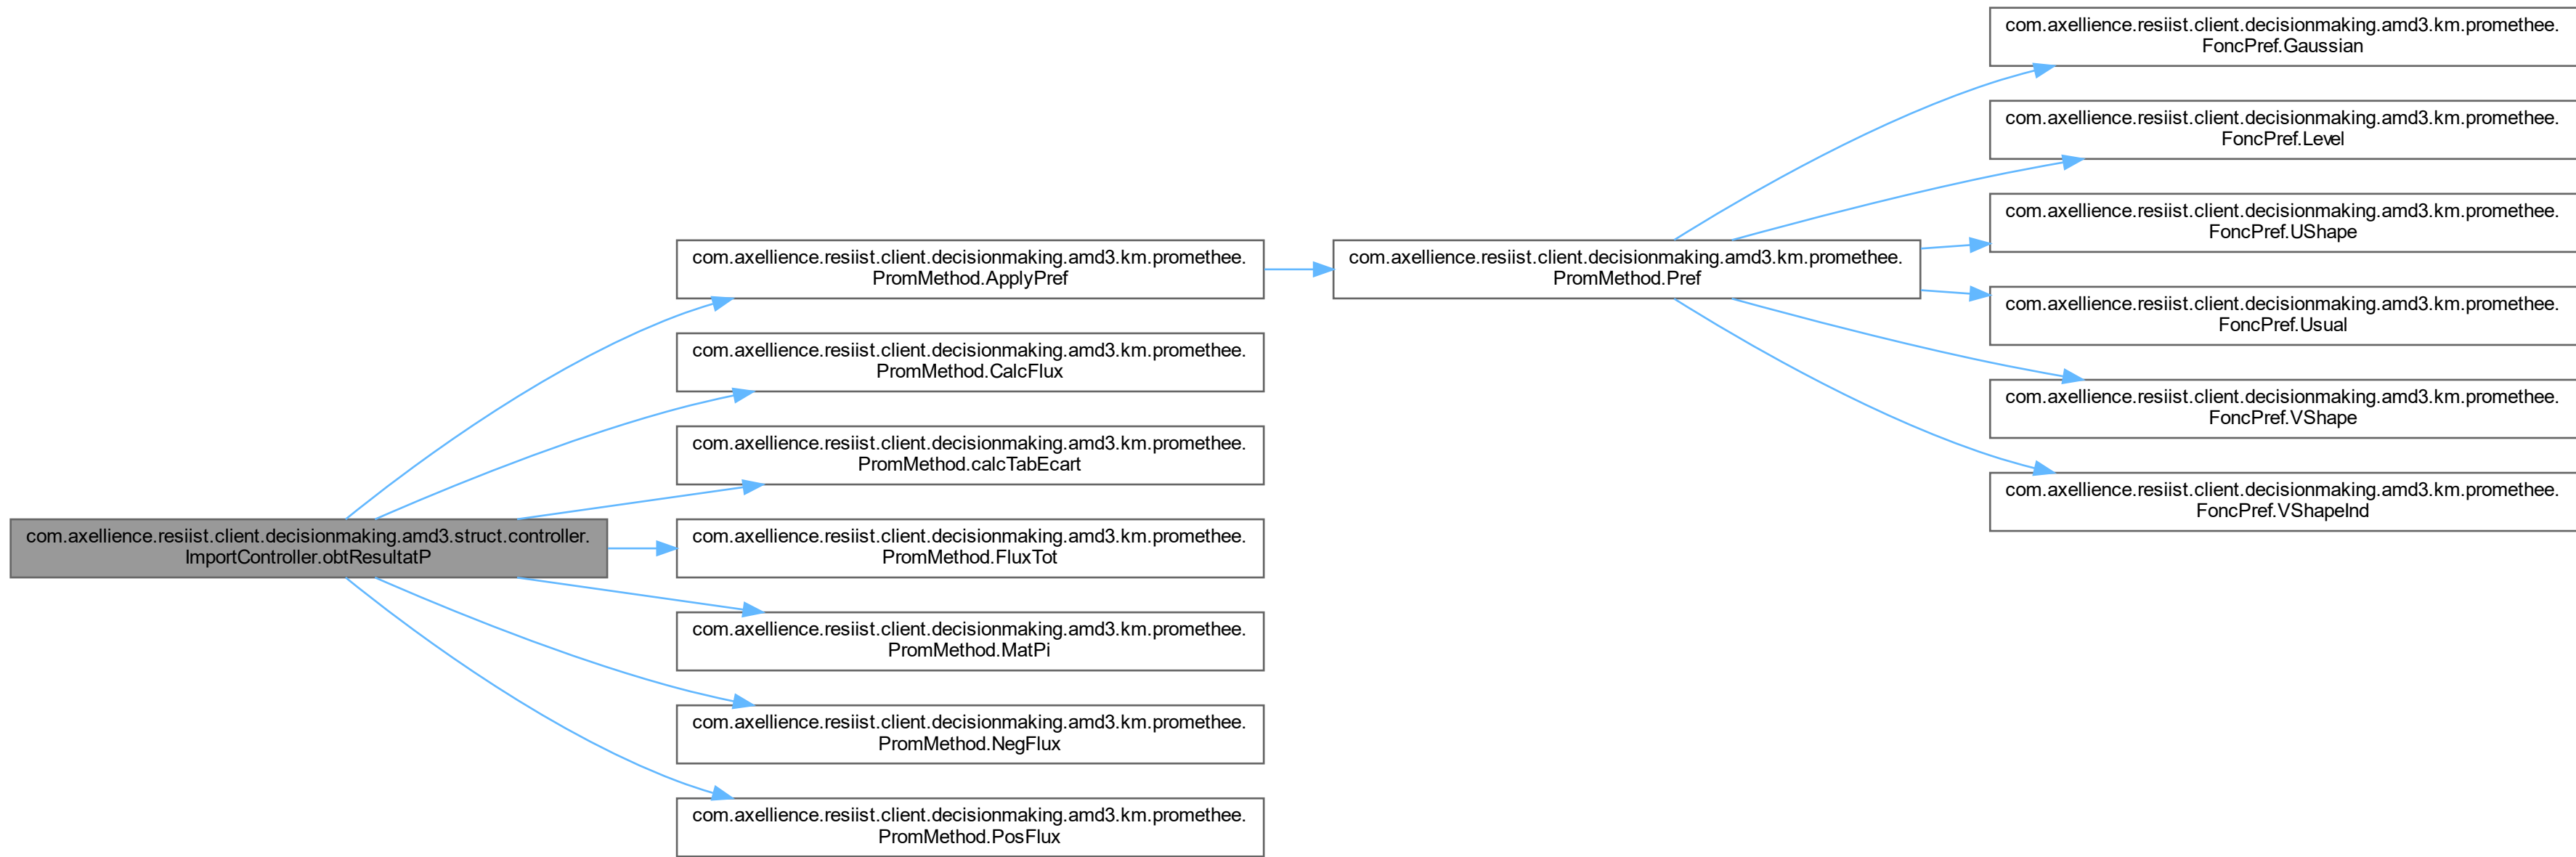 com.axellience.resiist.client.decisionmaking.amd3.struct.controller.
ImportController.obtResultatP
com.axellience.resiist.client.decisionmaking.amd3.km.promethee.
PromMethod.ApplyPref
com.axellience.resiist.client.decisionmaking.amd3.km.promethee.
PromMethod.CalcFlux
com.axellience.resiist.client.decisionmaking.amd3.km.promethee.
PromMethod.calcTabEcart
com.axellience.resiist.client.decisionmaking.amd3.km.promethee.
PromMethod.FluxTot
com.axellience.resiist.client.decisionmaking.amd3.km.promethee.
PromMethod.MatPi
com.axellience.resiist.client.decisionmaking.amd3.km.promethee.
PromMethod.NegFlux
com.axellience.resiist.client.decisionmaking.amd3.km.promethee.
PromMethod.PosFlux
com.axellience.resiist.client.decisionmaking.amd3.km.promethee.
PromMethod.Pref
com.axellience.resiist.client.decisionmaking.amd3.km.promethee.
FoncPref.Gaussian
com.axellience.resiist.client.decisionmaking.amd3.km.promethee.
FoncPref.Level
com.axellience.resiist.client.decisionmaking.amd3.km.promethee.
FoncPref.UShape
com.axellience.resiist.client.decisionmaking.amd3.km.promethee.
FoncPref.Usual
com.axellience.resiist.client.decisionmaking.amd3.km.promethee.
FoncPref.VShape
com.axellience.resiist.client.decisionmaking.amd3.km.promethee.
FoncPref.VShapeInd